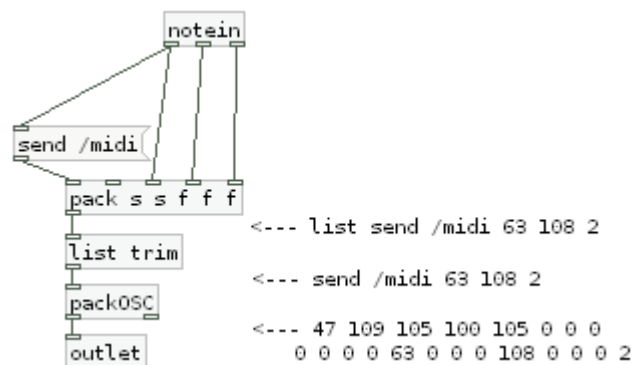 notein
send /midi
pack s s f f f
<--- list send /midi 63 108 2
list trim
<--- send /midi 63 108 2
packOSC
<--- 47 109 105 100 105 0 0 0
0 0 0 0 63 0 0 0 108 0 0 0 2
outlet